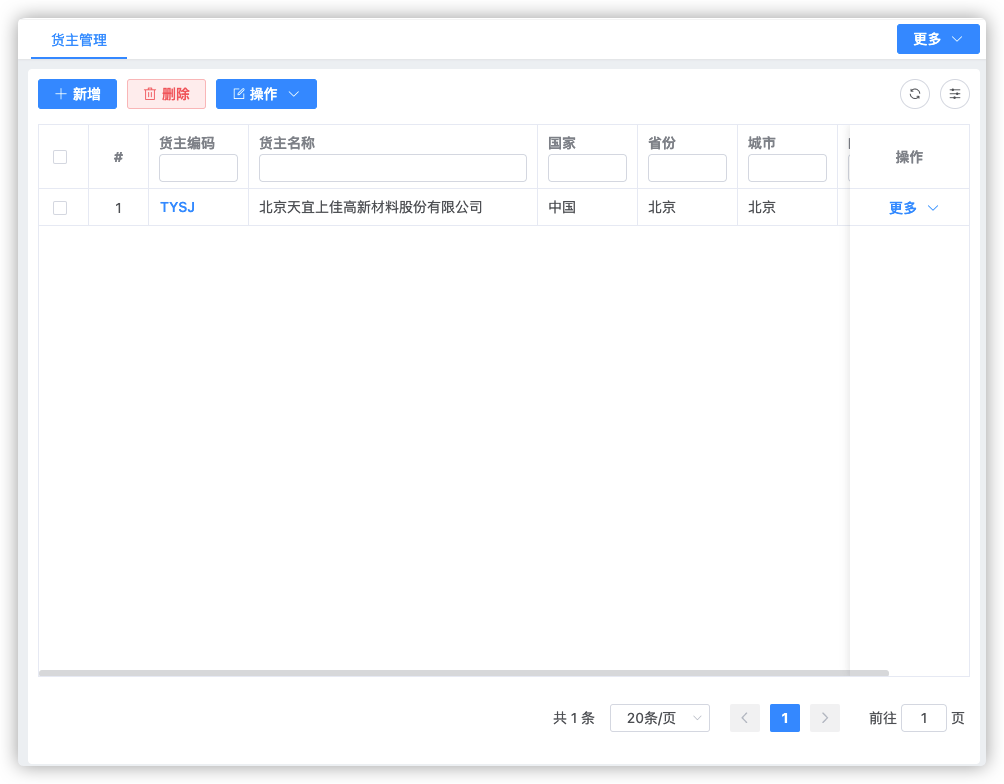 货主管理
更多
新增 删除 操作
# 货主编码 货主名称 国家 省份 城市 操作
1 TYSJ 北京天宜上佳高新材料股份有限公司 中国 北京 北京 更多
共 1 条 20条/页 1 前往 1 页